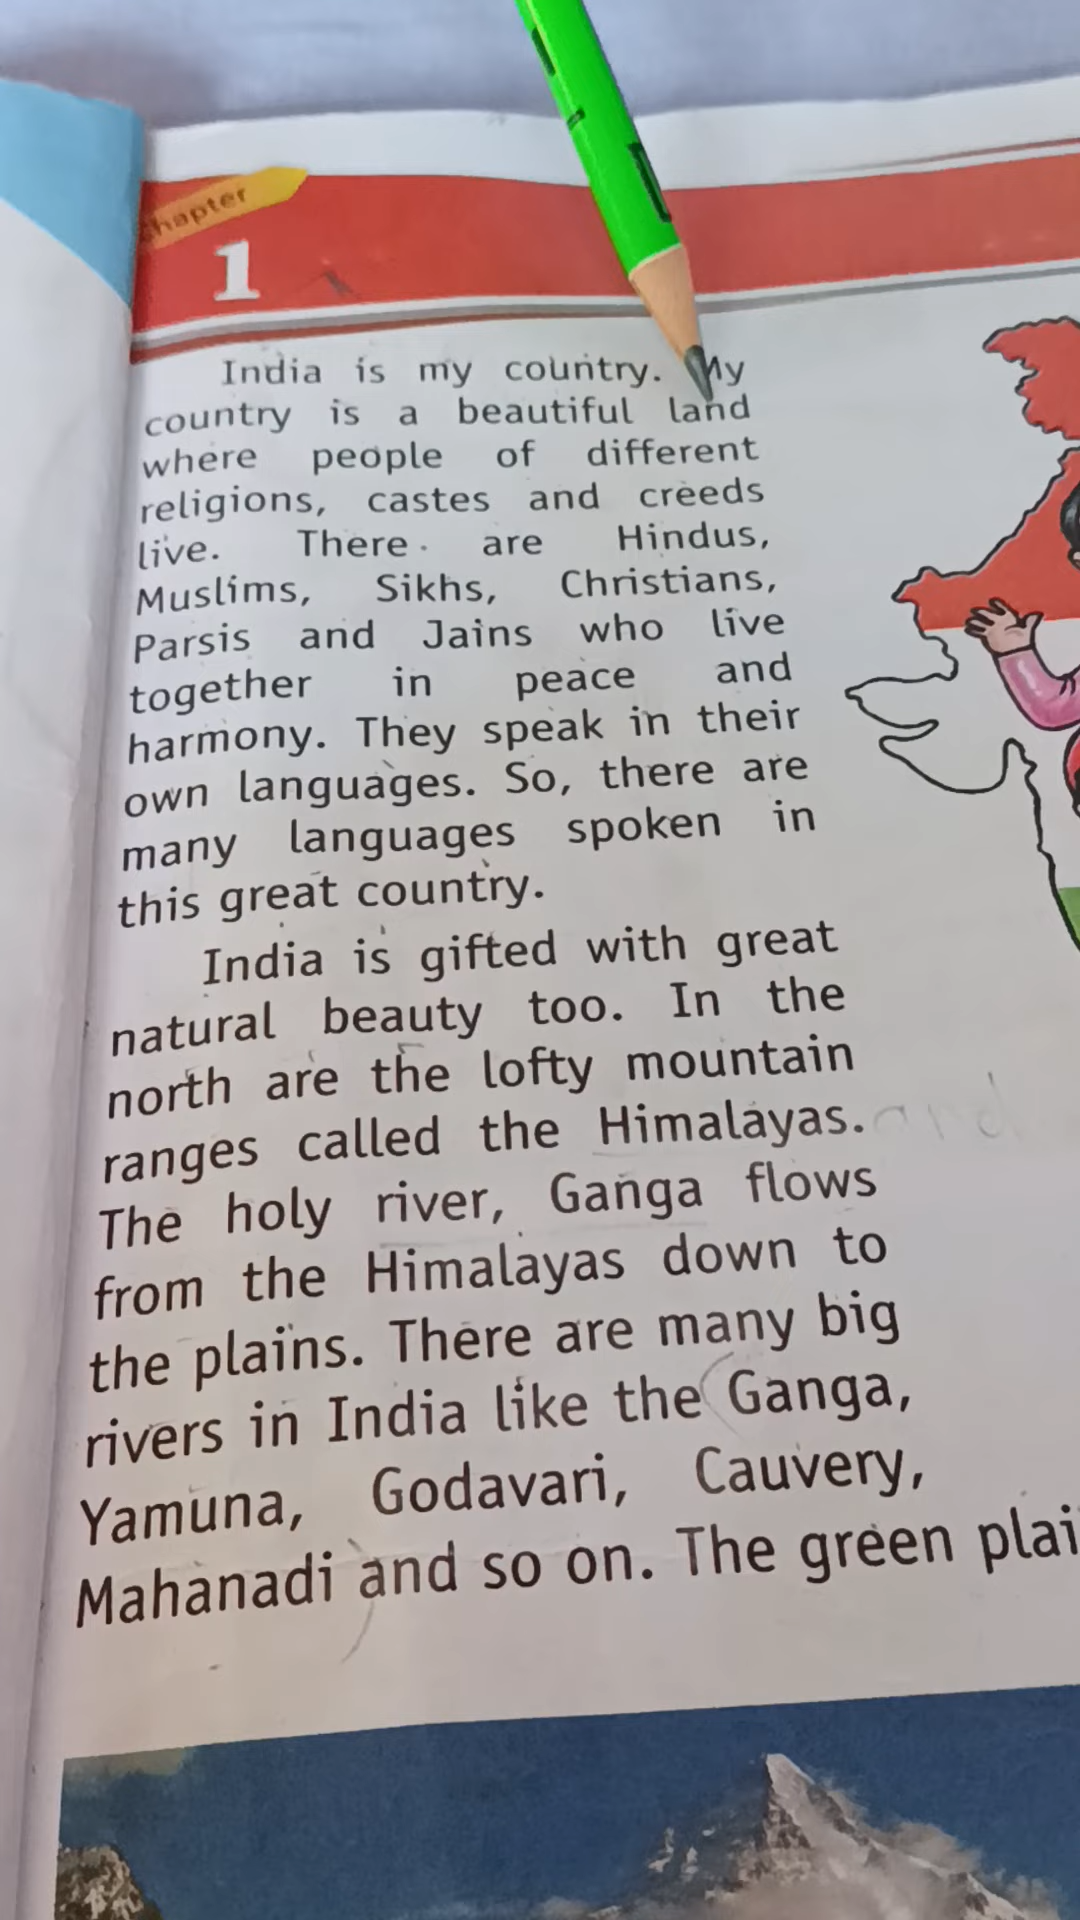 Chapter
1
India is my country. My
country is a beautiful land
where people of different
religions, castes and creeds
live. There are Hindus,
Muslims, Sikhs, Christians,
Parsis and Jains who live
together in peace and
harmony. They speak in their
own languages. So, there are
many languages spoken in
this great country.
India is gifted with great
natural beauty too. In the
north are the lofty mountain
ranges called the Himalayas.
and
The holy river, Ganga flows
from the Himalayas down to
the plains. There are many big
rivers in India like the Ganga,
Yamuna, Godavari, Cauvery,
Mahanadi and so on. The green plai